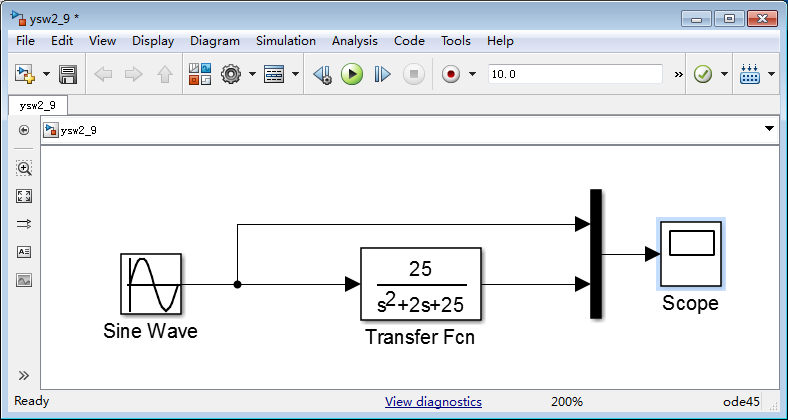 ysw2_9 *
File Edit View Display Diagram Simulation Analysis Code Tools Help
10.0 »
ysw2_9
ysw2_9
25
s²+2s+25
Sine Wave
Transfer Fcn
Scope
Ready View diagnostics 200% ode45